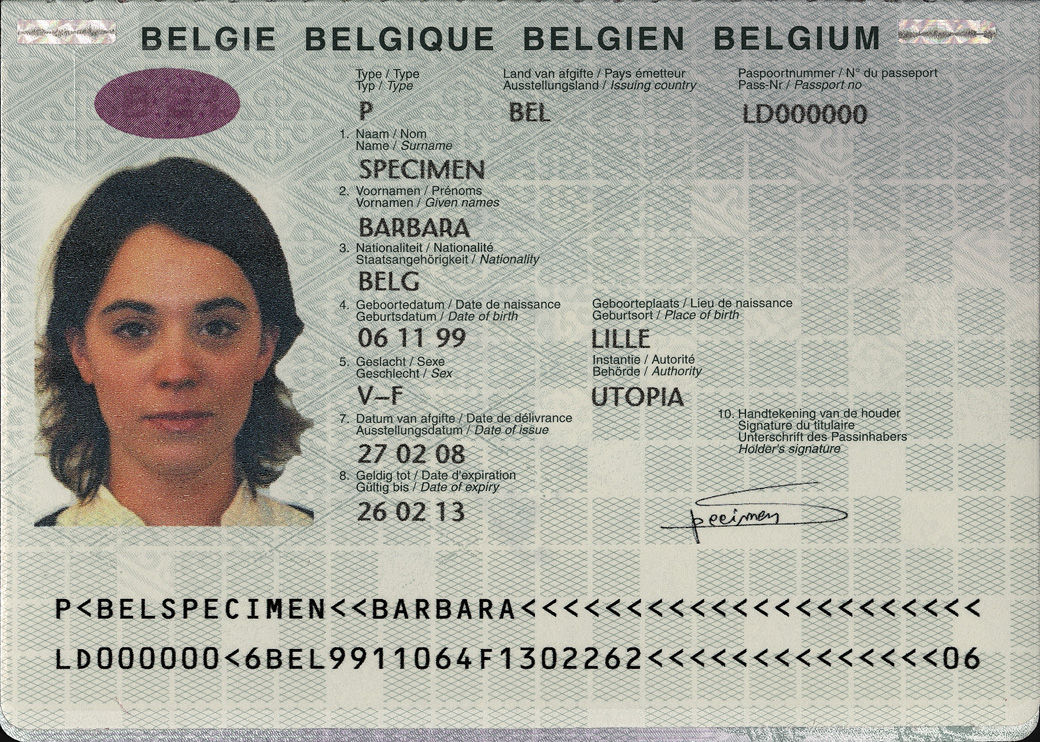 BELGIE BELGIQUE BELGIEN BELGIUM
Type / Type
Typ / Type
P
Land van afgifte / Pays émetteur
Ausstellungsland / Issuing country
BEL
Paspoortnummer / N° du passeport
Pass-Nr / Passport no
LD000000
1. Naam / Nom
Name / Surname
SPECIMEN
2. Voornamen / Prénoms
Vornamen / Given names
BARBARA
3. Nationaliteit / Nationalité
Staatsangehörigkeit / Nationality
BELG
4. Geboortedatum / Date de naissance
Geburtsdatum / Date of birth
06 11 99
Geboorteplaats / Lieu de naissance
Geburtsort / Place of birth
LILLE
5. Geslacht / Sexe
Geschlecht / Sex
V–F
Instantie / Autorité
Behörde / Authority
UTOPIA
7. Datum van afgifte / Date de délivrance
Ausstellungsdatum / Date of issue
27 02 08
8. Geldig tot / Date d'expiration
Gültig bis / Date of expiry
26 02 13
10. Handtekening van de houder
Signature du titulaire
Unterschrift des Passinhabers
Holder's signature
specimen
P<BELSPECIMEN<<BARBARA<<<<<<<<<<<<<<<<<<<<<<
LD000000<6BEL9911064F1302262<<<<<<<<<<<<<<06